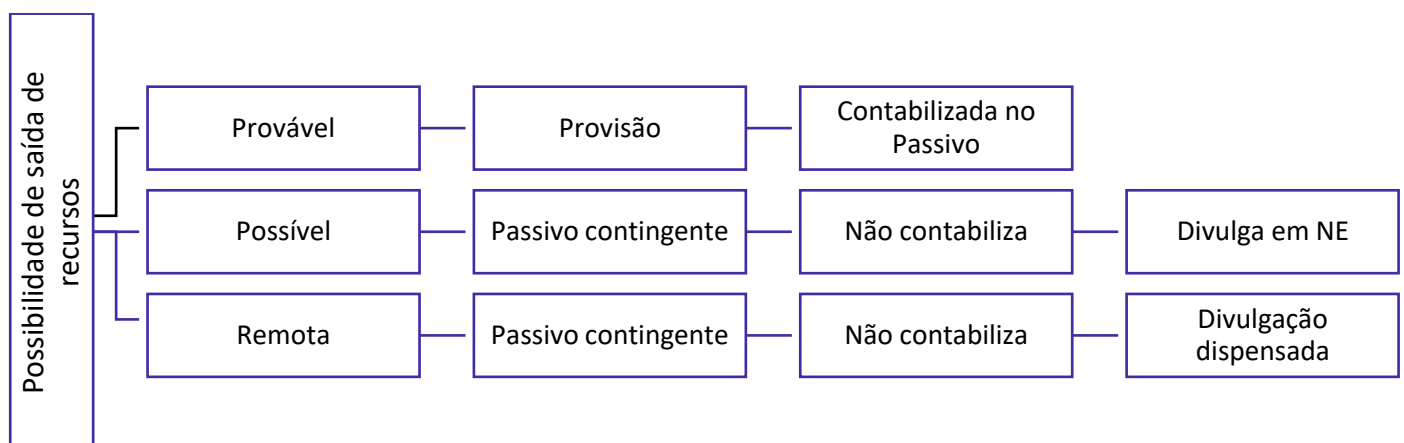 Possibilidade de saída de
recursos
Provável
Provisão
Contabilizada no
Passivo
Possível
Passivo contingente
Não contabiliza
Divulga em NE
Remota
Passivo contingente
Não contabiliza
Divulgação
dispensada